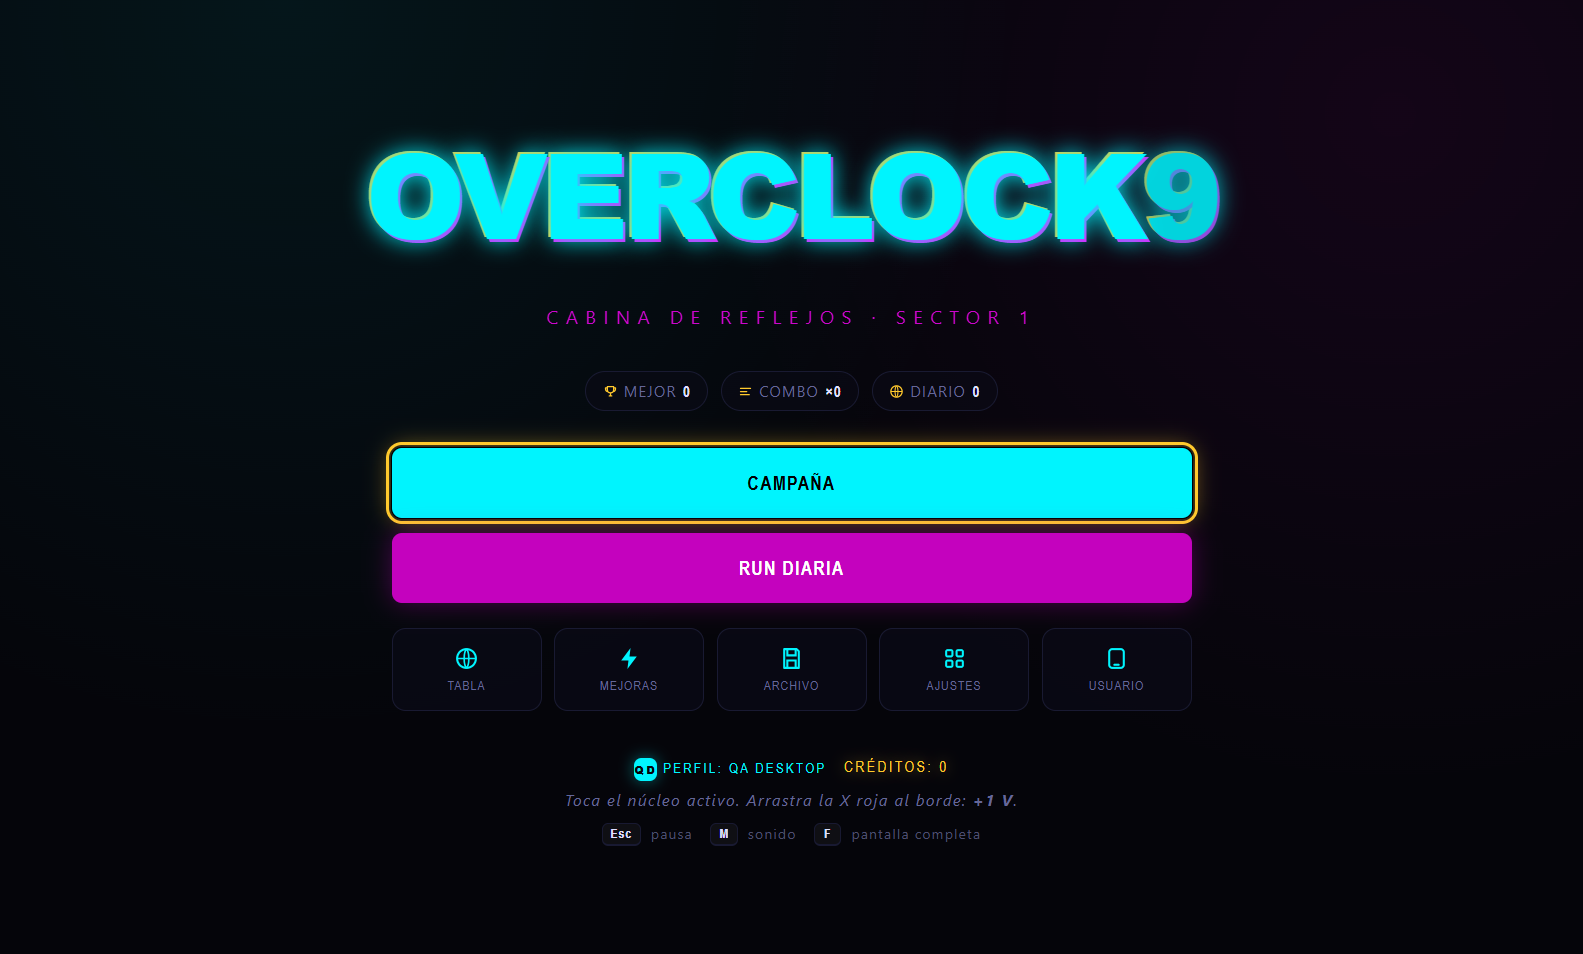 OVERCLOCK9
CABINA DE REFLEJOS · SECTOR 1
MEJOR 0 COMBO ×0 DIARIO 0
CAMPAÑA
RUN DIARIA
TABLA MEJORAS ARCHIVO AJUSTES USUARIO
QD PERFIL: QA DESKTOP CRÉDITOS: 0
Toca el núcleo activo. Arrastra la X roja al borde: +1 V.
Esc pausa M sonido F pantalla completa